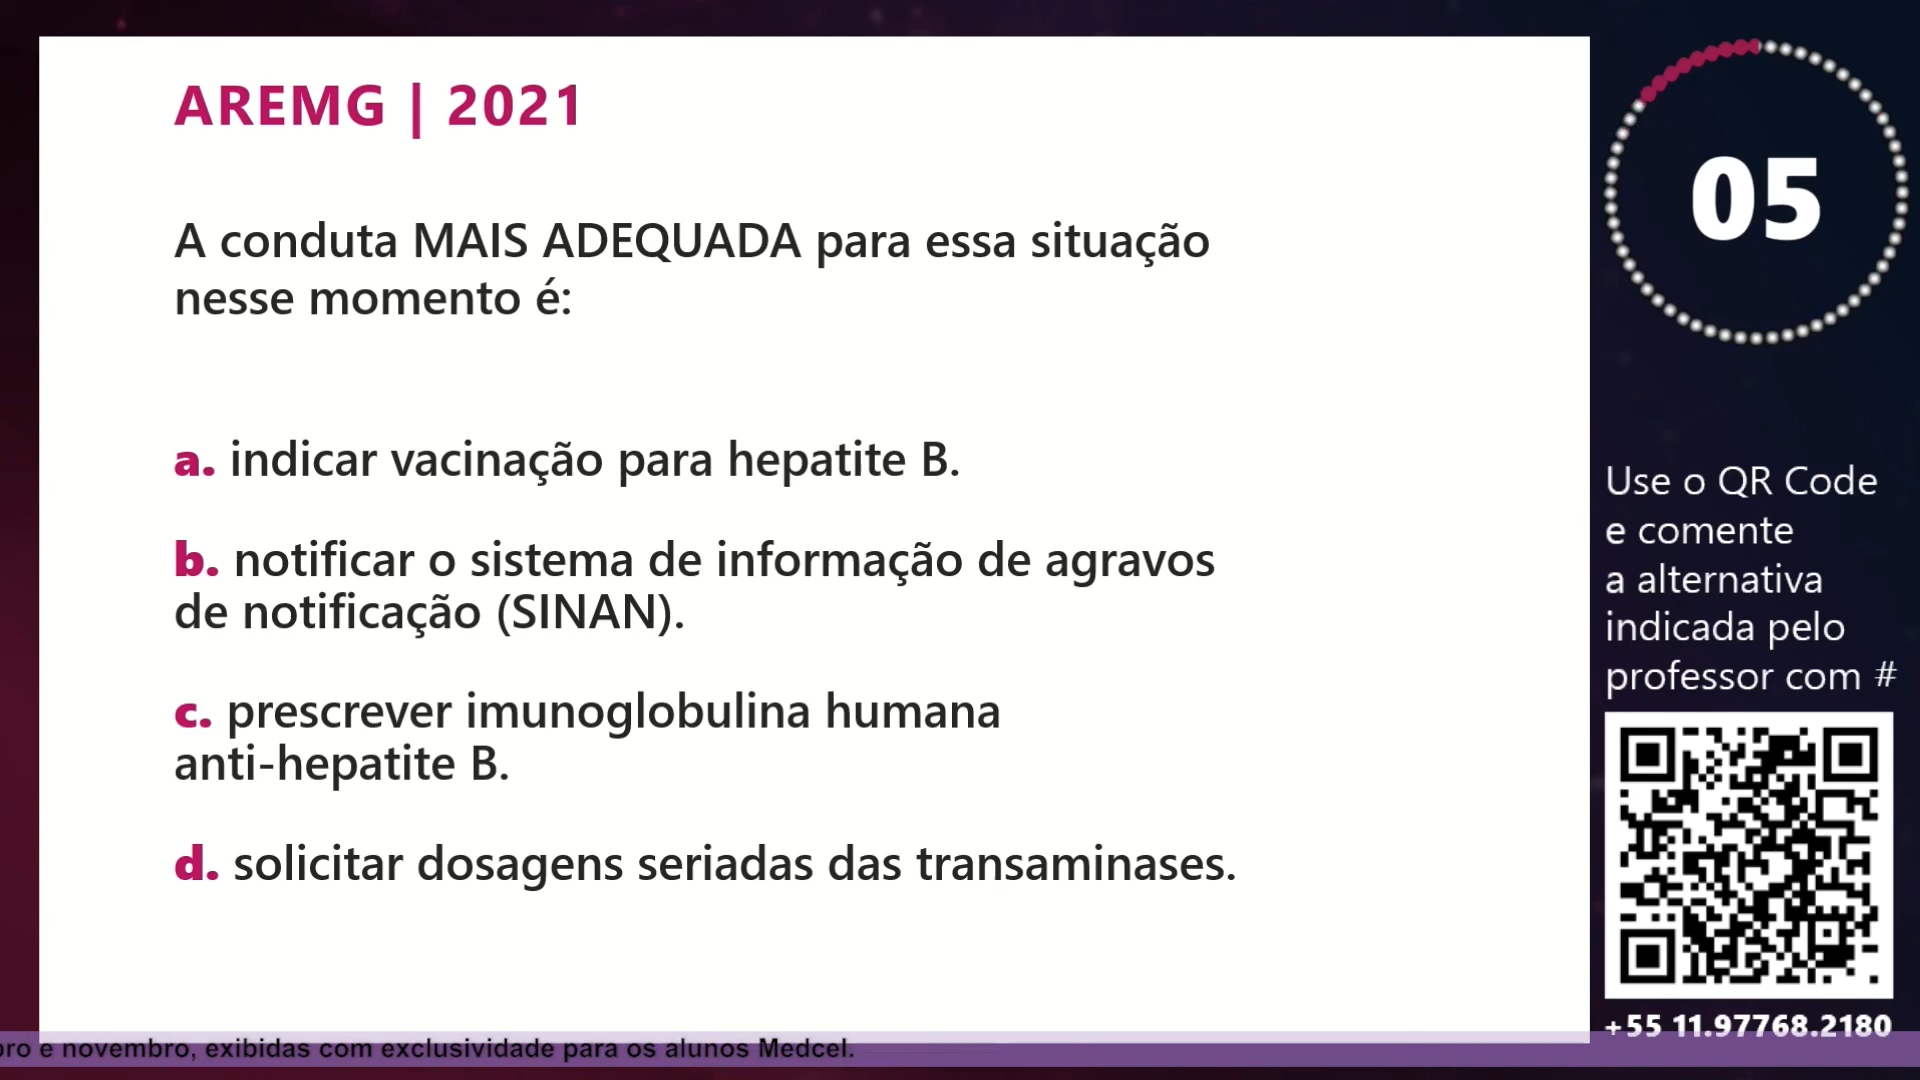 AREMG | 2021
A conduta MAIS ADEQUADA para essa situação
nesse momento é:
a. indicar vacinação para hepatite B.
b. notificar o sistema de informação de agravos
de notificação (SINAN).
c. prescrever imunoglobulina humana
anti-hepatite B.
d. solicitar dosagens seriadas das transaminases.
05
Use o QR Code
e comente
a alternativa
indicada pelo
professor com #
+55 11.97768.2180
e novembro, exibidas com exclusividade para os alunos Medcel.